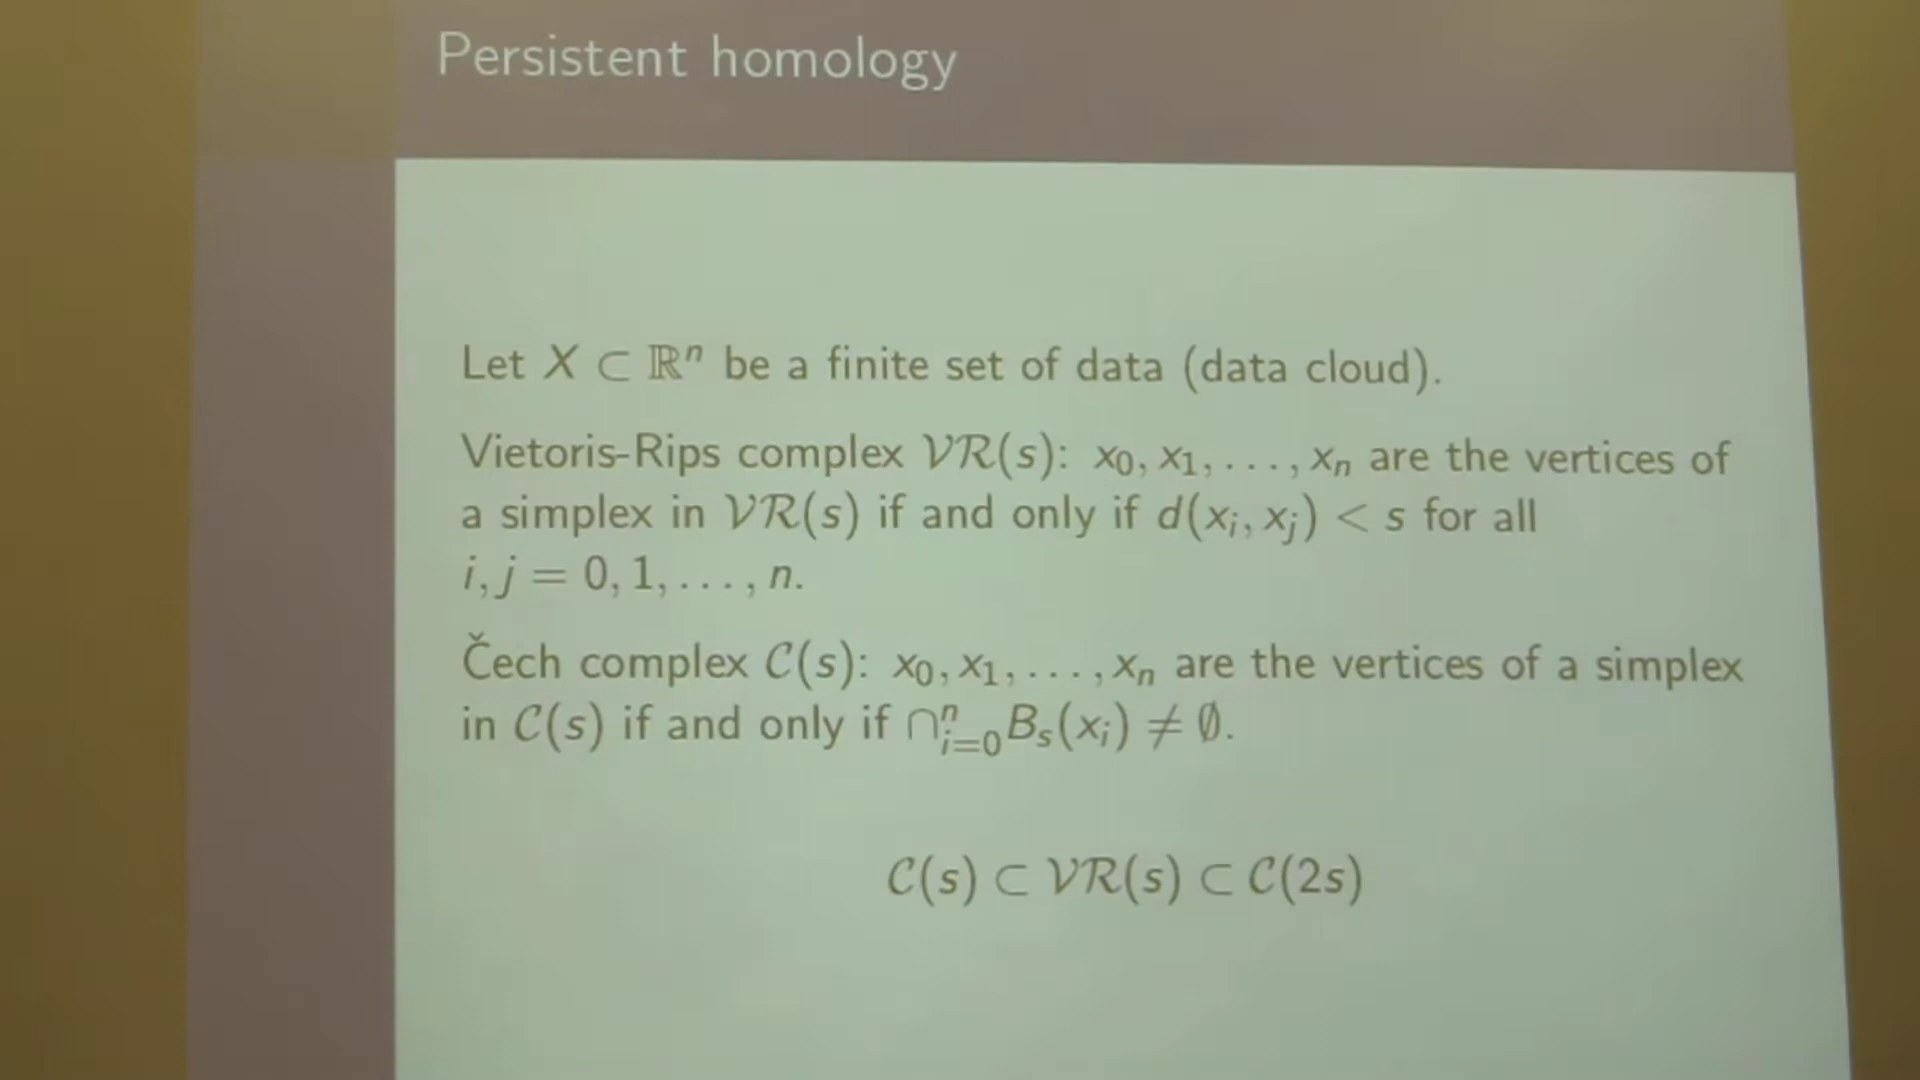 Persistent homology
Let X ⊂ ℝⁿ be a finite set of data (data cloud).
Vietoris-Rips complex 𝒱ℛ(s): x₀, x₁, . . . , xₙ are the vertices of
a simplex in 𝒱ℛ(s) if and only if d(xᵢ, xⱼ) < s for all
i, j = 0, 1, . . . , n.
Čech complex 𝒞(s): x₀, x₁, . . . , xₙ are the vertices of a simplex
in 𝒞(s) if and only if ∩ⁿᵢ₌₀ Bₛ(xᵢ) ≠ ∅.
𝒞(s) ⊂ 𝒱ℛ(s) ⊂ 𝒞(2s)